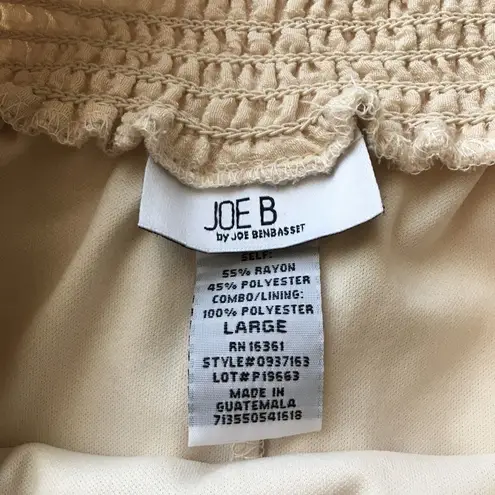 JOE B
by JOE BENBASSET
SELF:
55% RAYON
45% POLYESTER
COMBO/LINING:
100% POLYESTER
LARGE
RN 16361
STYLE#0937163
LOT#P19663
MADE IN
GUATEMALA
713550541618